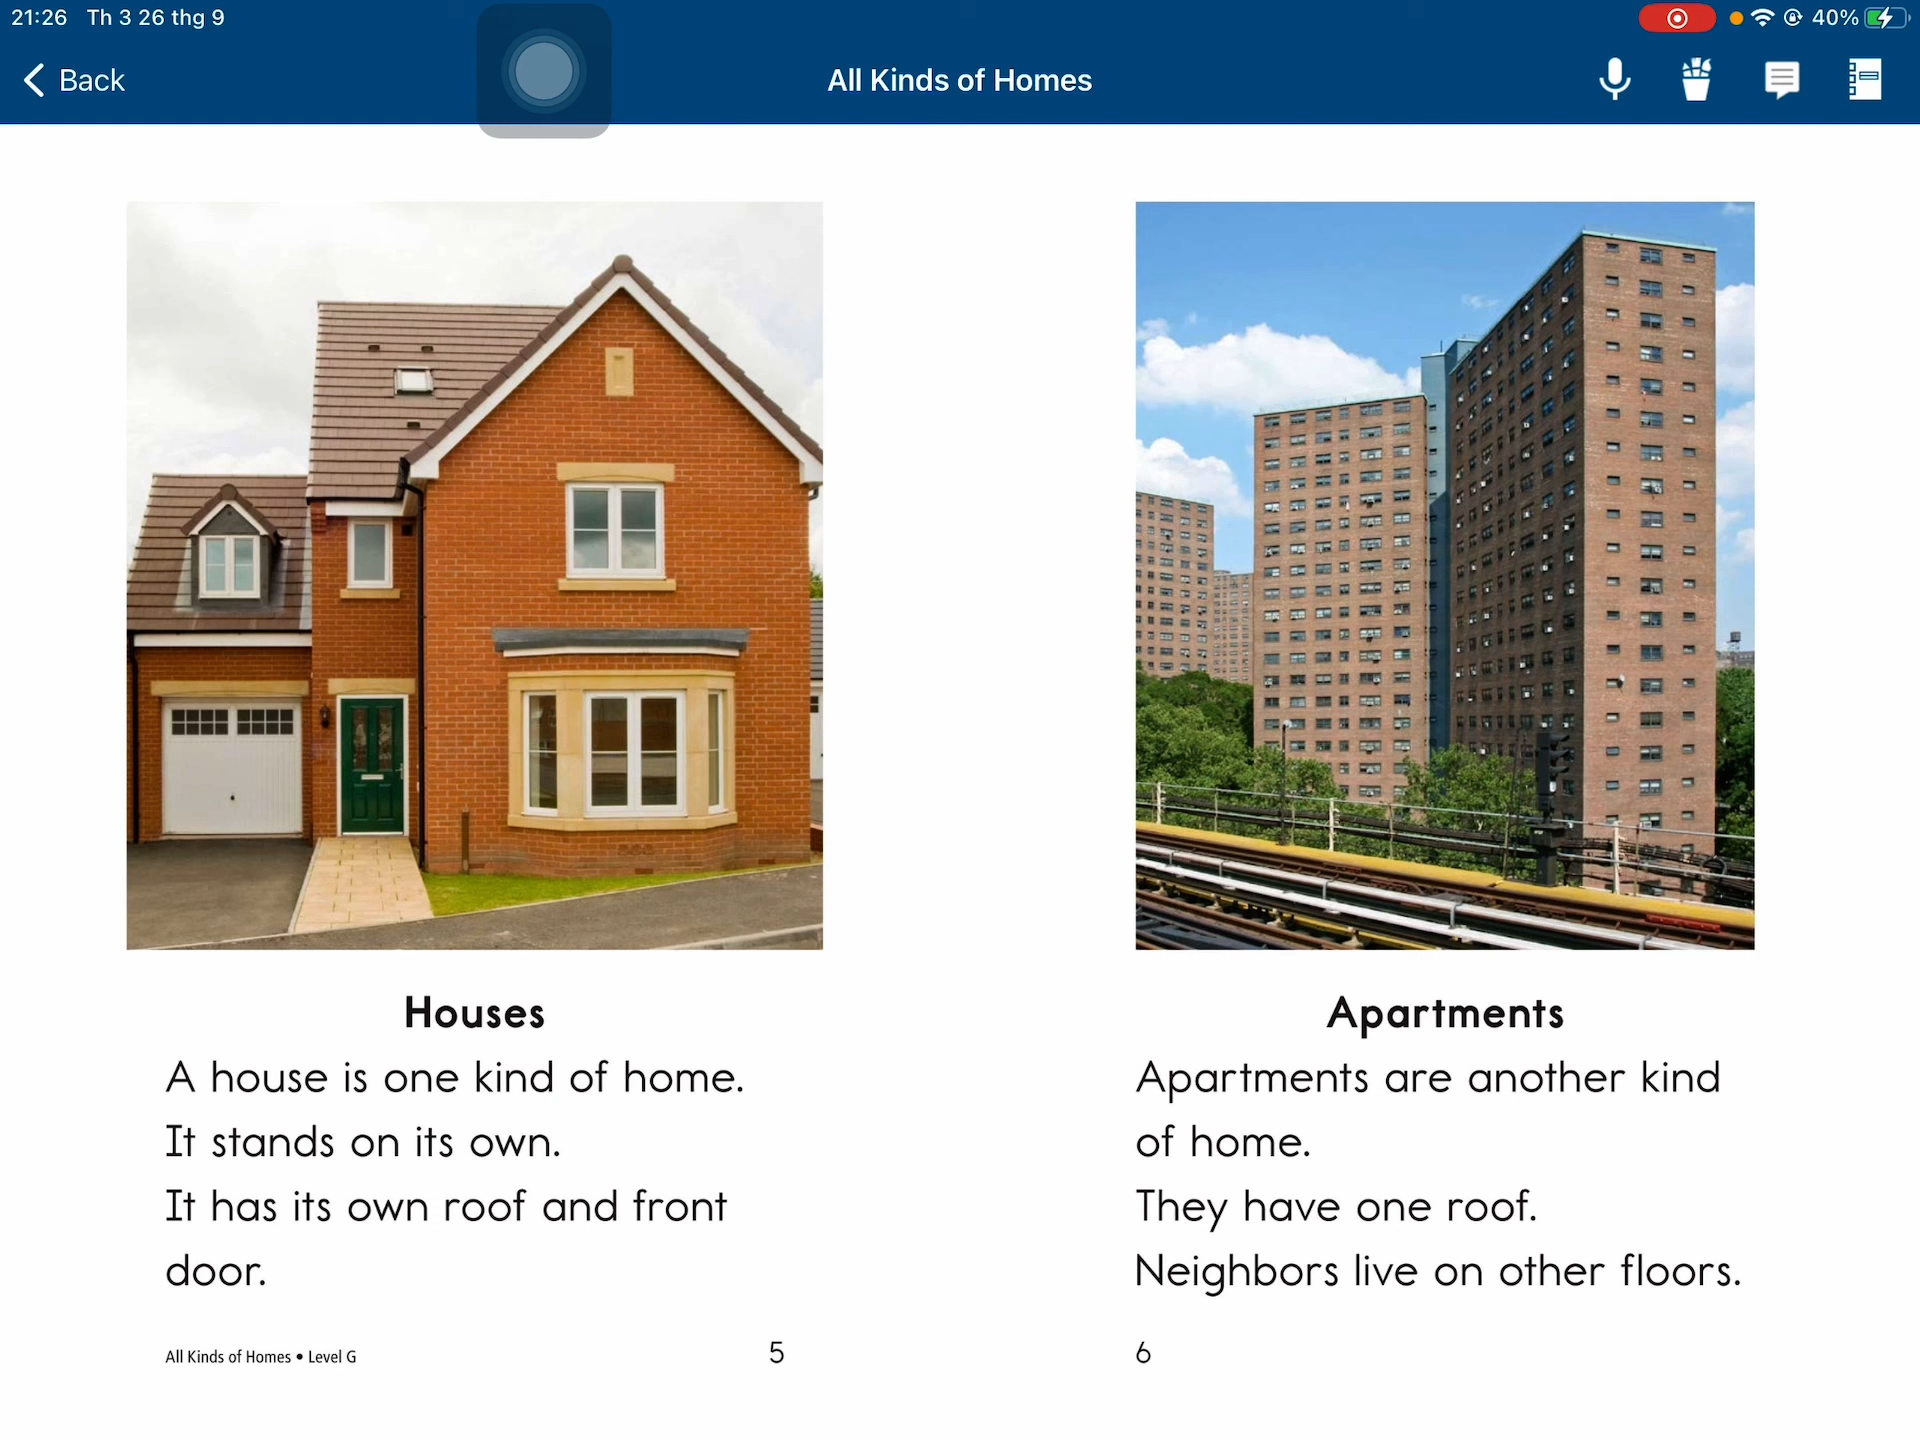 21:26 Th 3 26 thg 9
40%
Back
All Kinds of Homes
Houses
A house is one kind of home.
It stands on its own.
It has its own roof and front
door.
All Kinds of Homes • Level G
5
Apartments
Apartments are another kind
of home.
They have one roof.
Neighbors live on other floors.
6